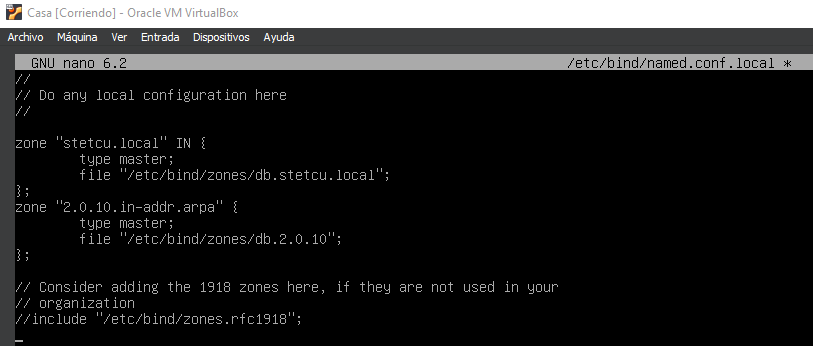 Casa [Corriendo] - Oracle VM VirtualBox
Archivo Máquina Ver Entrada Dispositivos Ayuda
GNU nano 6.2 /etc/bind/named.conf.local *
//
// Do any local configuration here
//
zone "stetcu.local" IN {
type master;
file "/etc/bind/zones/db.stetcu.local";
};
zone "2.0.10.in-addr.arpa" {
type master;
file "/etc/bind/zones/db.2.0.10";
};
// Consider adding the 1918 zones here, if they are not used in your
// organization
//include "/etc/bind/zones.rfc1918";